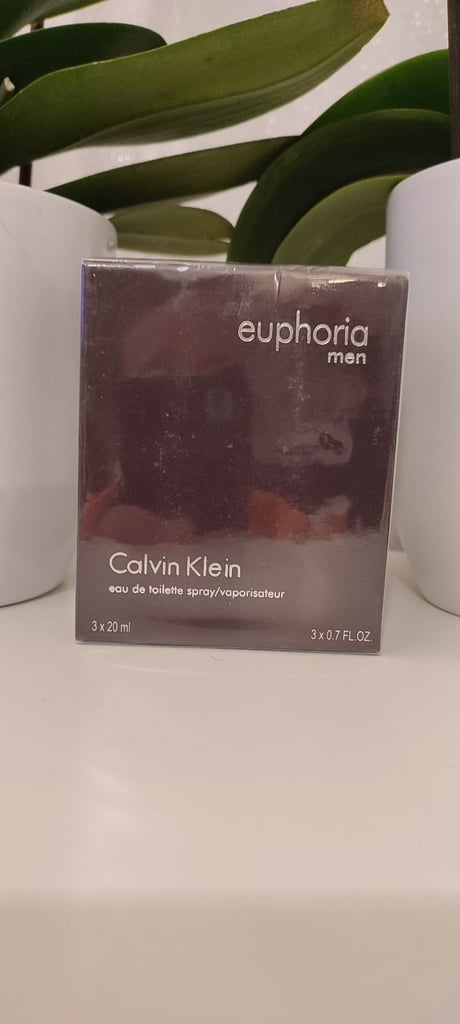 euphoria
men
Calvin Klein
eau de toilette spray/vaporisateur
3 x 20 ml
3 x 0.7 FL.OZ.